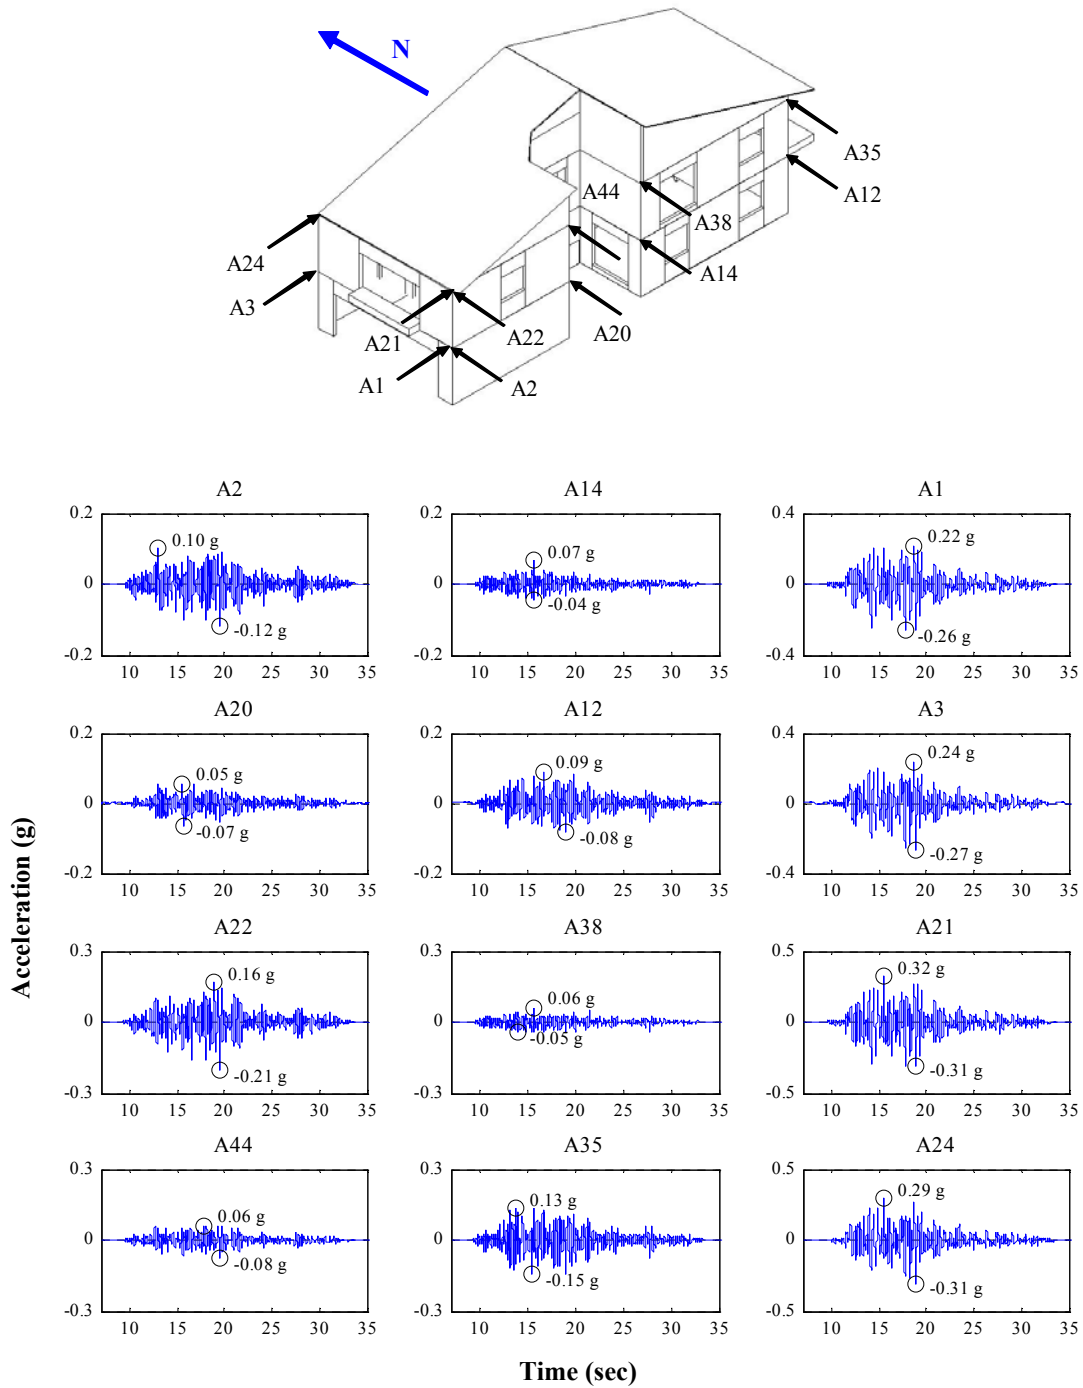 N
A35
A12
A44
A38
A14
A24
A3
A21
A22
A20
A1
A2
A2
A14
A1
0.2
0
-0.2
0.10 g
-0.12 g
10 15 20 25 30 35
0.2
0
-0.2
0.07 g
-0.04 g
10 15 20 25 30 35
0.4
0
-0.4
0.22 g
-0.26 g
10 15 20 25 30 35
A20
A12
A3
0.2
0
-0.2
0.05 g
-0.07 g
10 15 20 25 30 35
0.2
0
-0.2
0.09 g
-0.08 g
10 15 20 25 30 35
0.4
0
-0.4
0.24 g
-0.27 g
10 15 20 25 30 35
A22
A38
A21
0.3
0
-0.3
0.16 g
-0.21 g
10 15 20 25 30 35
0.3
0
-0.3
0.06 g
-0.05 g
10 15 20 25 30 35
0.5
0
-0.5
0.32 g
-0.31 g
10 15 20 25 30 35
A44
A35
A24
0.3
0
-0.3
0.06 g
-0.08 g
10 15 20 25 30 35
0.3
0
-0.3
0.13 g
-0.15 g
10 15 20 25 30 35
0.5
0
-0.5
0.29 g
-0.31 g
10 15 20 25 30 35
Acceleration (g)
Time (sec)